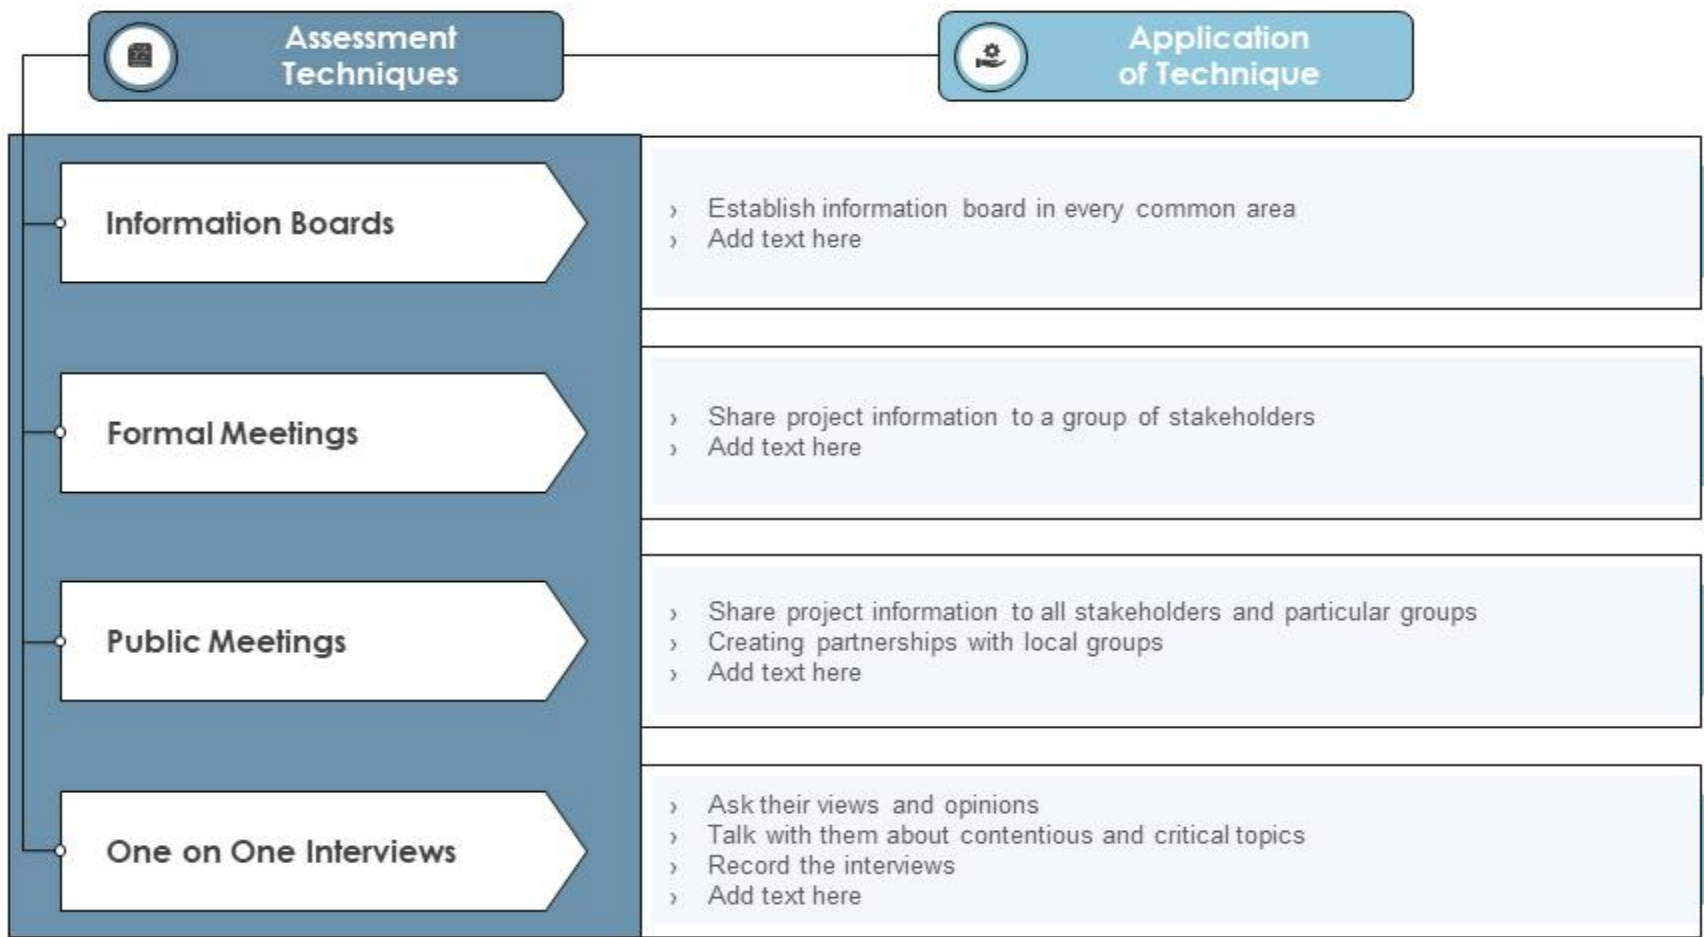 Assessment
Techniques
Application
of Technique
Information Boards
› Establish information board in every common area
› Add text here
Formal Meetings
› Share project information to a group of stakeholders
› Add text here
Public Meetings
› Share project information to all stakeholders and particular groups
› Creating partnerships with local groups
› Add text here
One on One Interviews
› Ask their views and opinions
› Talk with them about contentious and critical topics
› Record the interviews
› Add text here